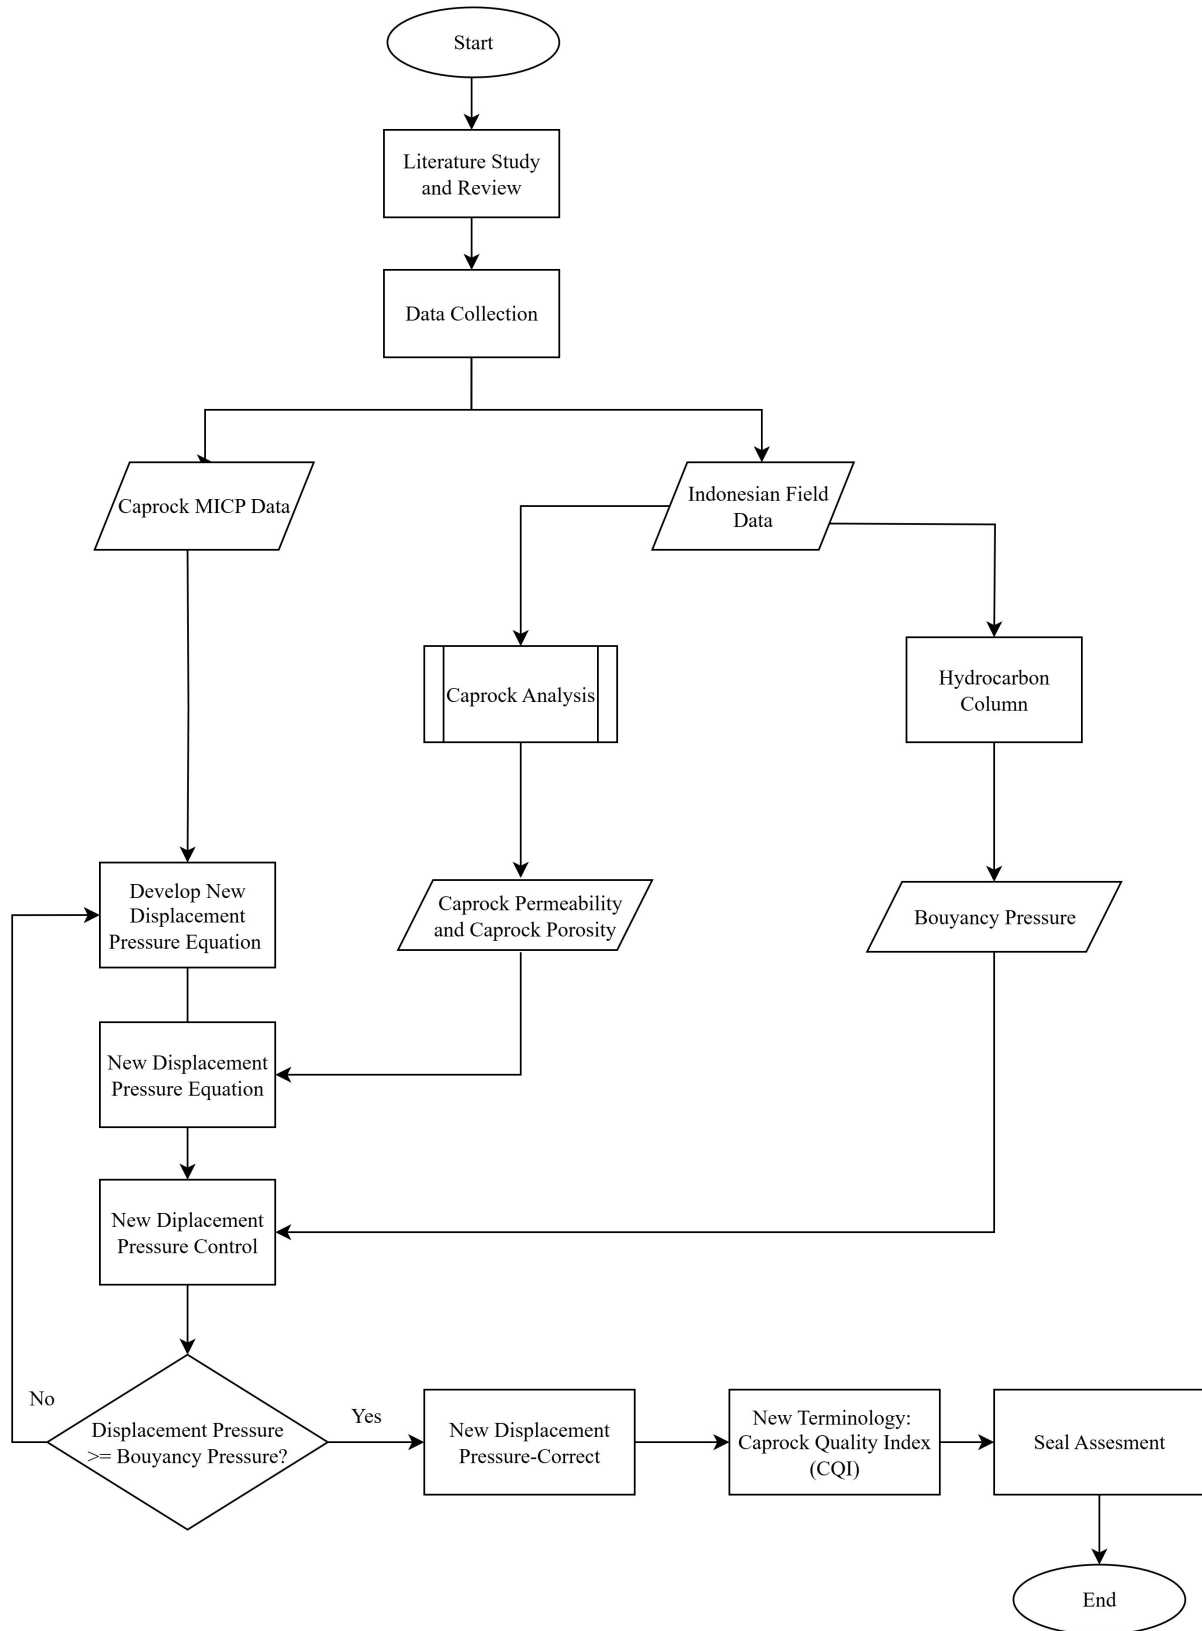 Start
Literature Study
and Review
Data Collection
Caprock MICP Data
Indonesian Field
Data
Caprock Analysis
Hydrocarbon
Column
Develop New
Displacement
Pressure Equation
Caprock Permeability
and Caprock Porosity
Bouyancy Pressure
New Displacement
Pressure Equation
New Diplacement
Pressure Control
No
Displacement Pressure
>= Bouyancy Pressure?
Yes
New Displacement
Pressure-Correct
New Terminology:
Caprock Quality Index
(CQI)
Seal Assesment
End